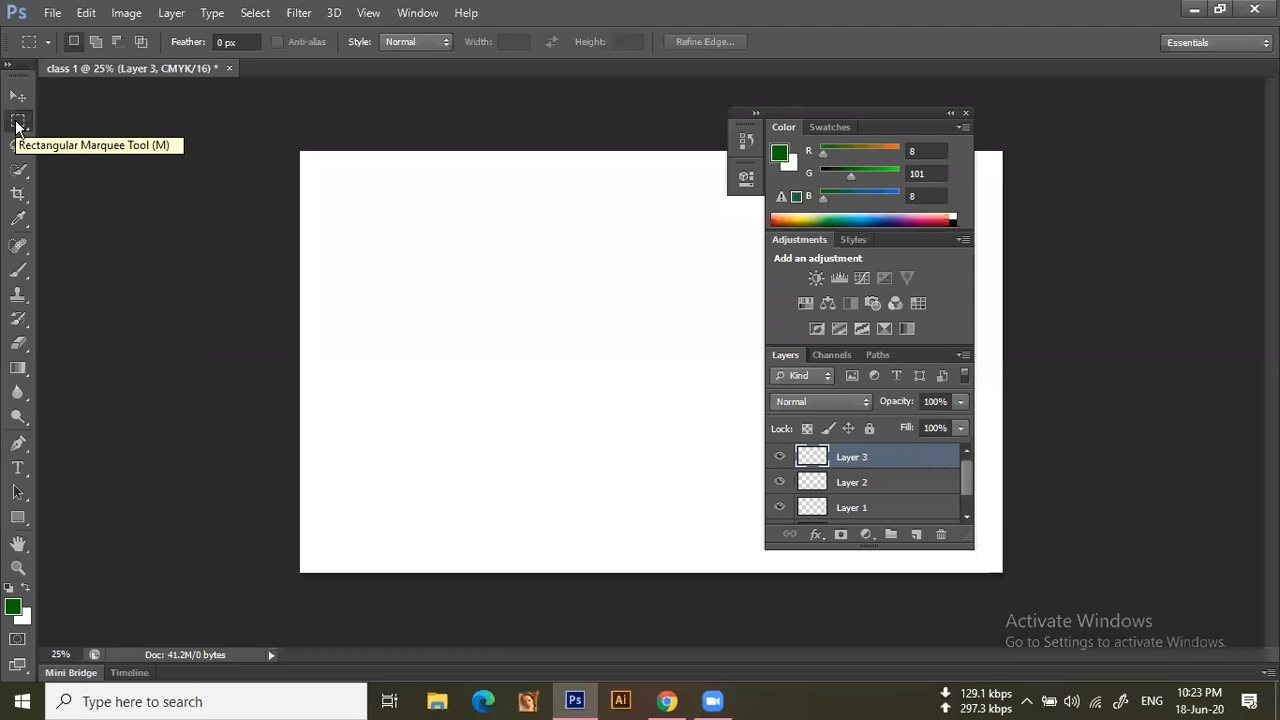 Ps File Edit Image Layer Type Select Filter 3D View Window Help
Feather: 0 px Anti-alias Style: Normal Width: Height: Refine Edge... Essentials
class 1 @ 25% (Layer 3, CMYK/16) * ×
Rectangular Marquee Tool (M)
Color Swatches
R 8
G 101
B 8
Adjustments Styles
Add an adjustment
Layers Channels Paths
Kind
Normal Opacity: 100%
Lock: Fill: 100%
Layer 3
Layer 2
Layer 1
fx
T
Activate Windows
Go to Settings to activate Windows.
25% Doc: 41.2M/0 bytes
Mini Bridge Timeline
Type here to search
Ps Ai
129.1 kbps
297.3 kbps
ENG
10:23 PM
18-Jun-20